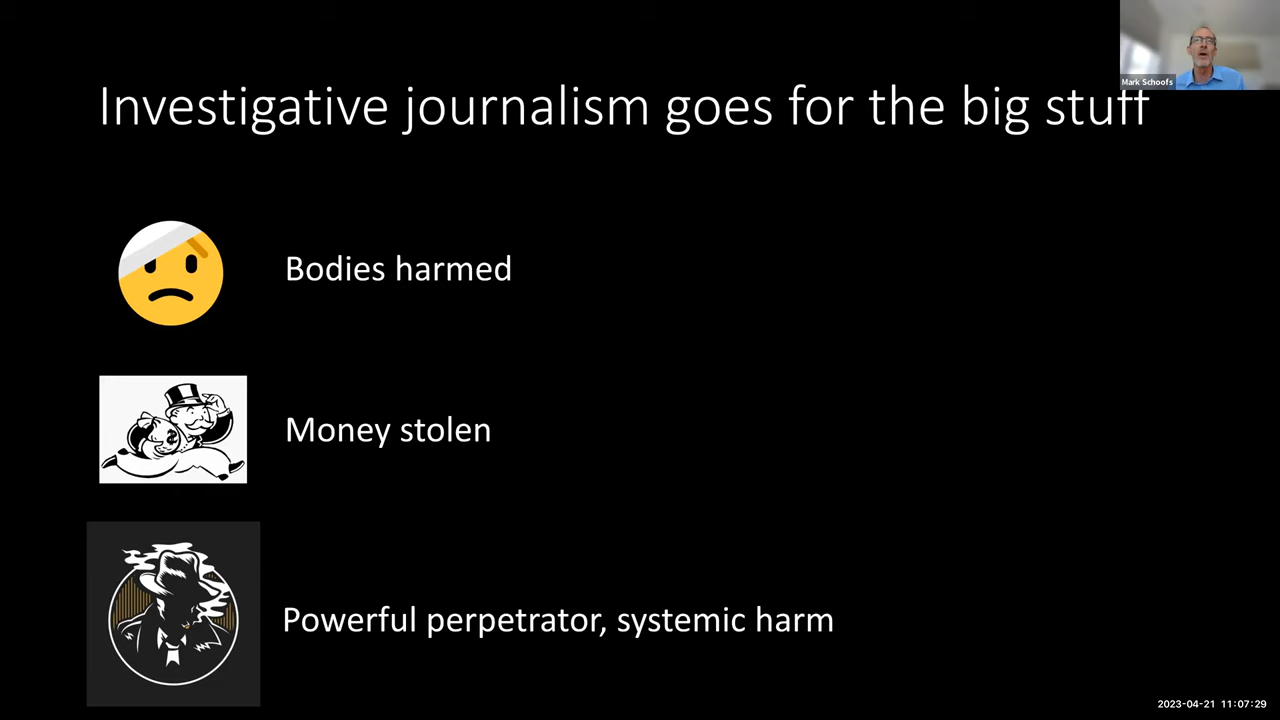 Mark Schoofs
Investigative journalism goes for the big stuff
Bodies harmed
$
Money stolen
Powerful perpetrator, systemic harm
2023-04-21 11:07:29